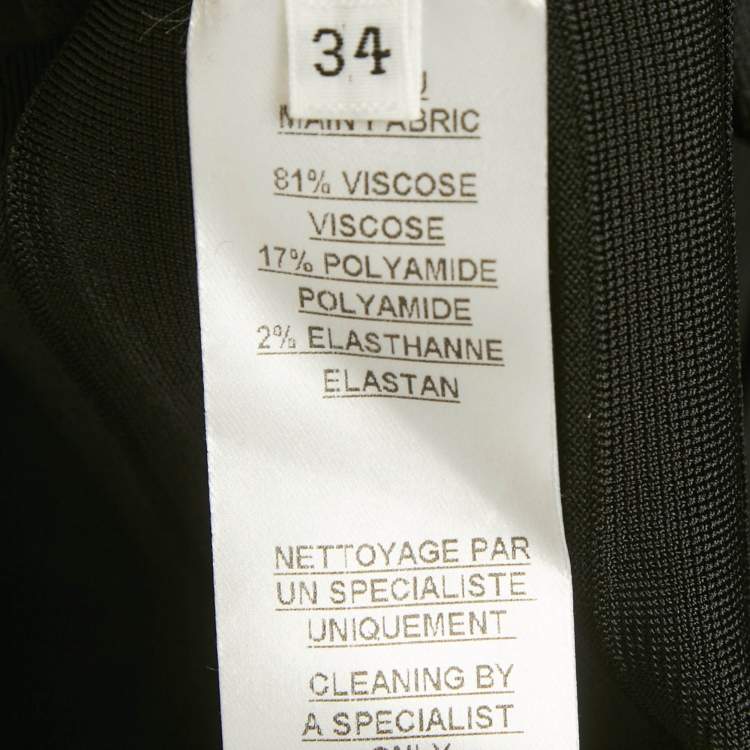 34
MAIN FABRIC
81% VISCOSE
VISCOSE
17% POLYAMIDE
POLYAMIDE
2% ELASTHANNE
ELASTAN
NETTOYAGE PAR
UN SPECIALISTE
UNIQUEMENT
CLEANING BY
A SPECIALIST
ONLY